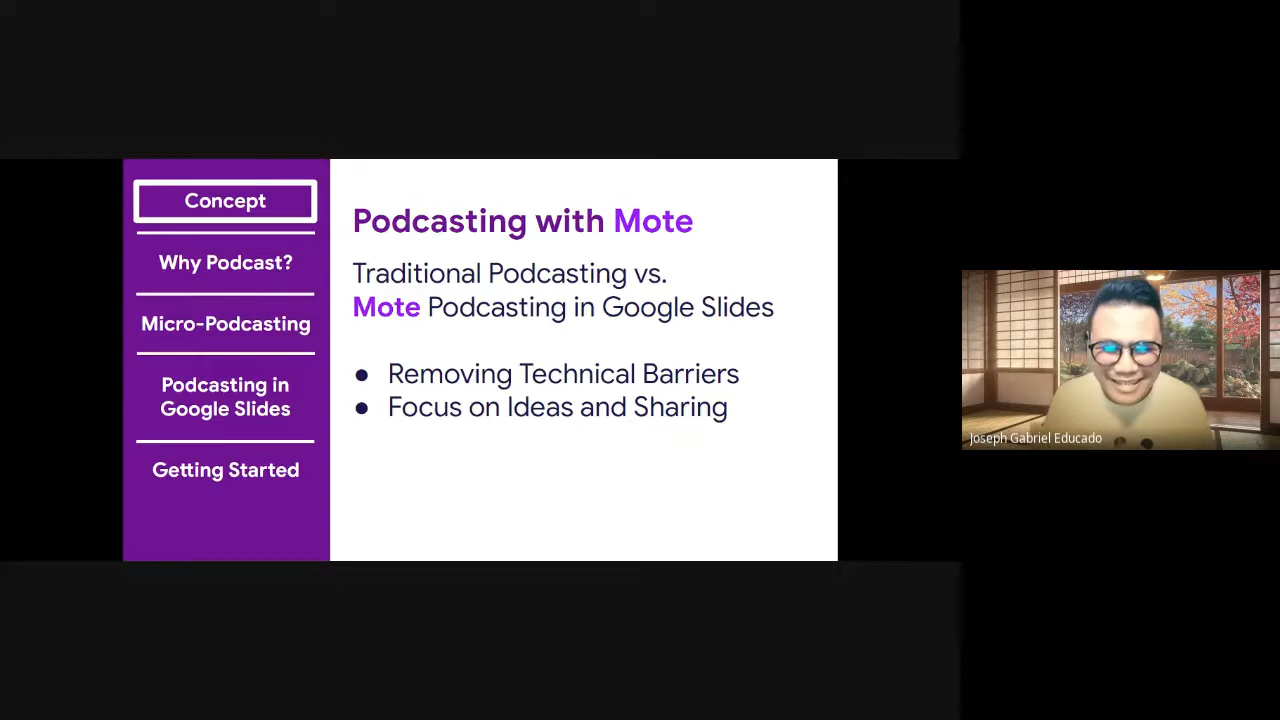 Concept
Why Podcast?
Micro-Podcasting
Podcasting in
Google Slides
Getting Started
Podcasting with Mote
Traditional Podcasting vs.
Mote Podcasting in Google Slides
● Removing Technical Barriers
● Focus on Ideas and Sharing
Joseph Gabriel Educado